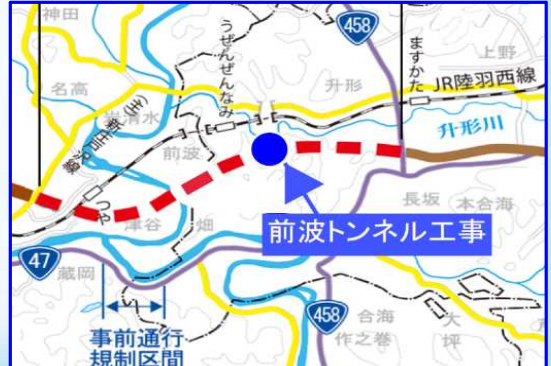 神田
458
上野
うぜんぜんなみ
ますかた
名高
升形
JR陸羽西線
岩清水
升形川
前波
つや
津谷
畑
長坂
本合海
前波トンネル工事
47
蔵岡
458
合海
作之巻
大坪
事前通行
規制区間